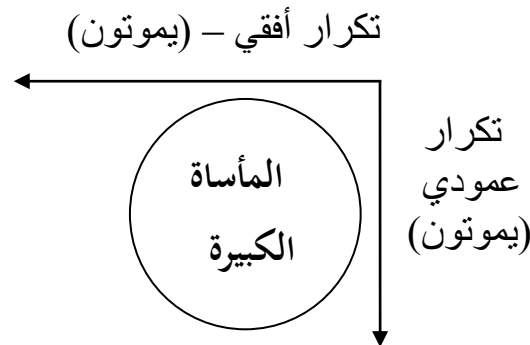 تكرار أفقي – (يموتون)
تكرار
عمودي
(يموتون)
المأساة
الكبيرة